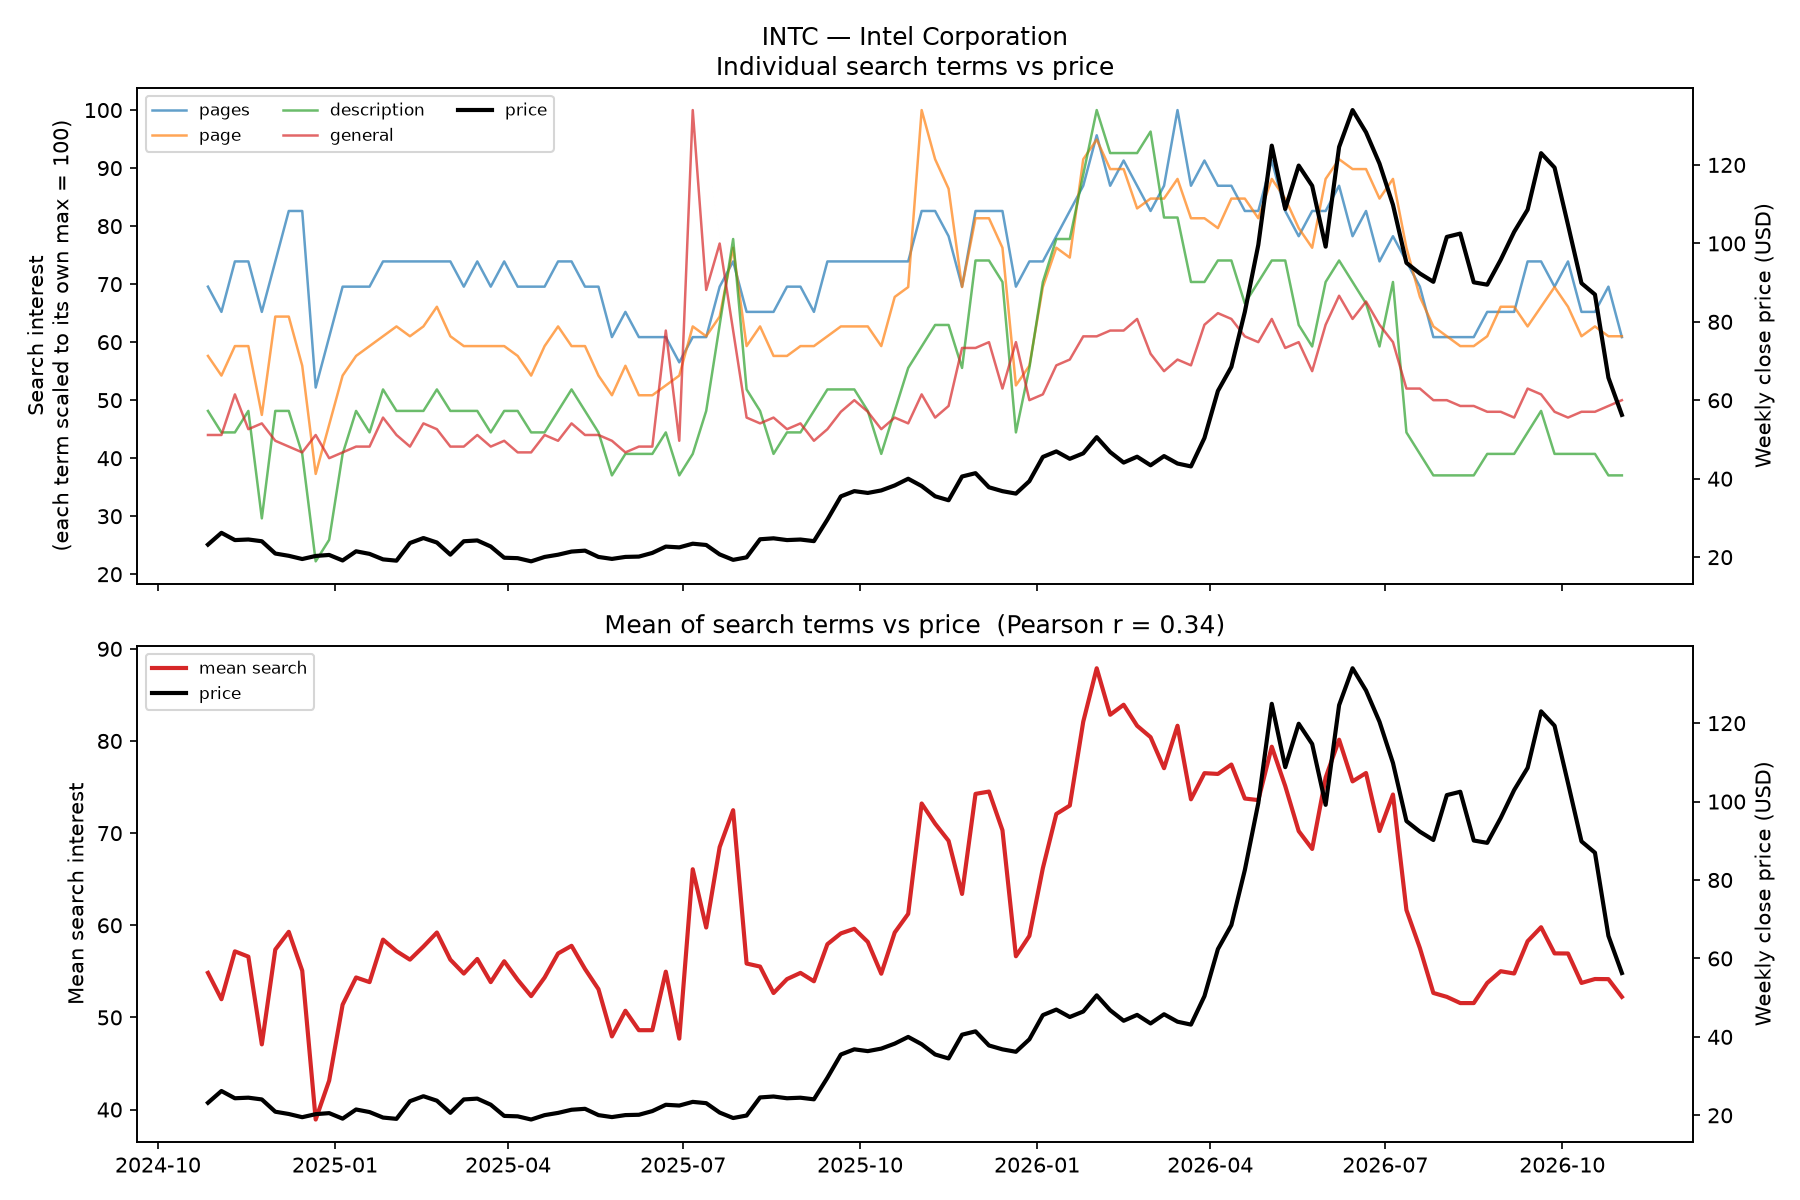 INTC — Intel Corporation
Individual search terms vs price
pages
page
description
general
price
Search interest
(each term scaled to its own max = 100)
100
90
80
70
60
50
40
30
20
120
100
80
60
40
20
Weekly close price (USD)
Mean of search terms vs price (Pearson r = 0.34)
mean search
price
Mean search interest
90
80
70
60
50
40
120
100
80
60
40
20
Weekly close price (USD)
2024-10 2025-01 2025-04 2025-07 2025-10 2026-01 2026-04 2026-07 2026-10